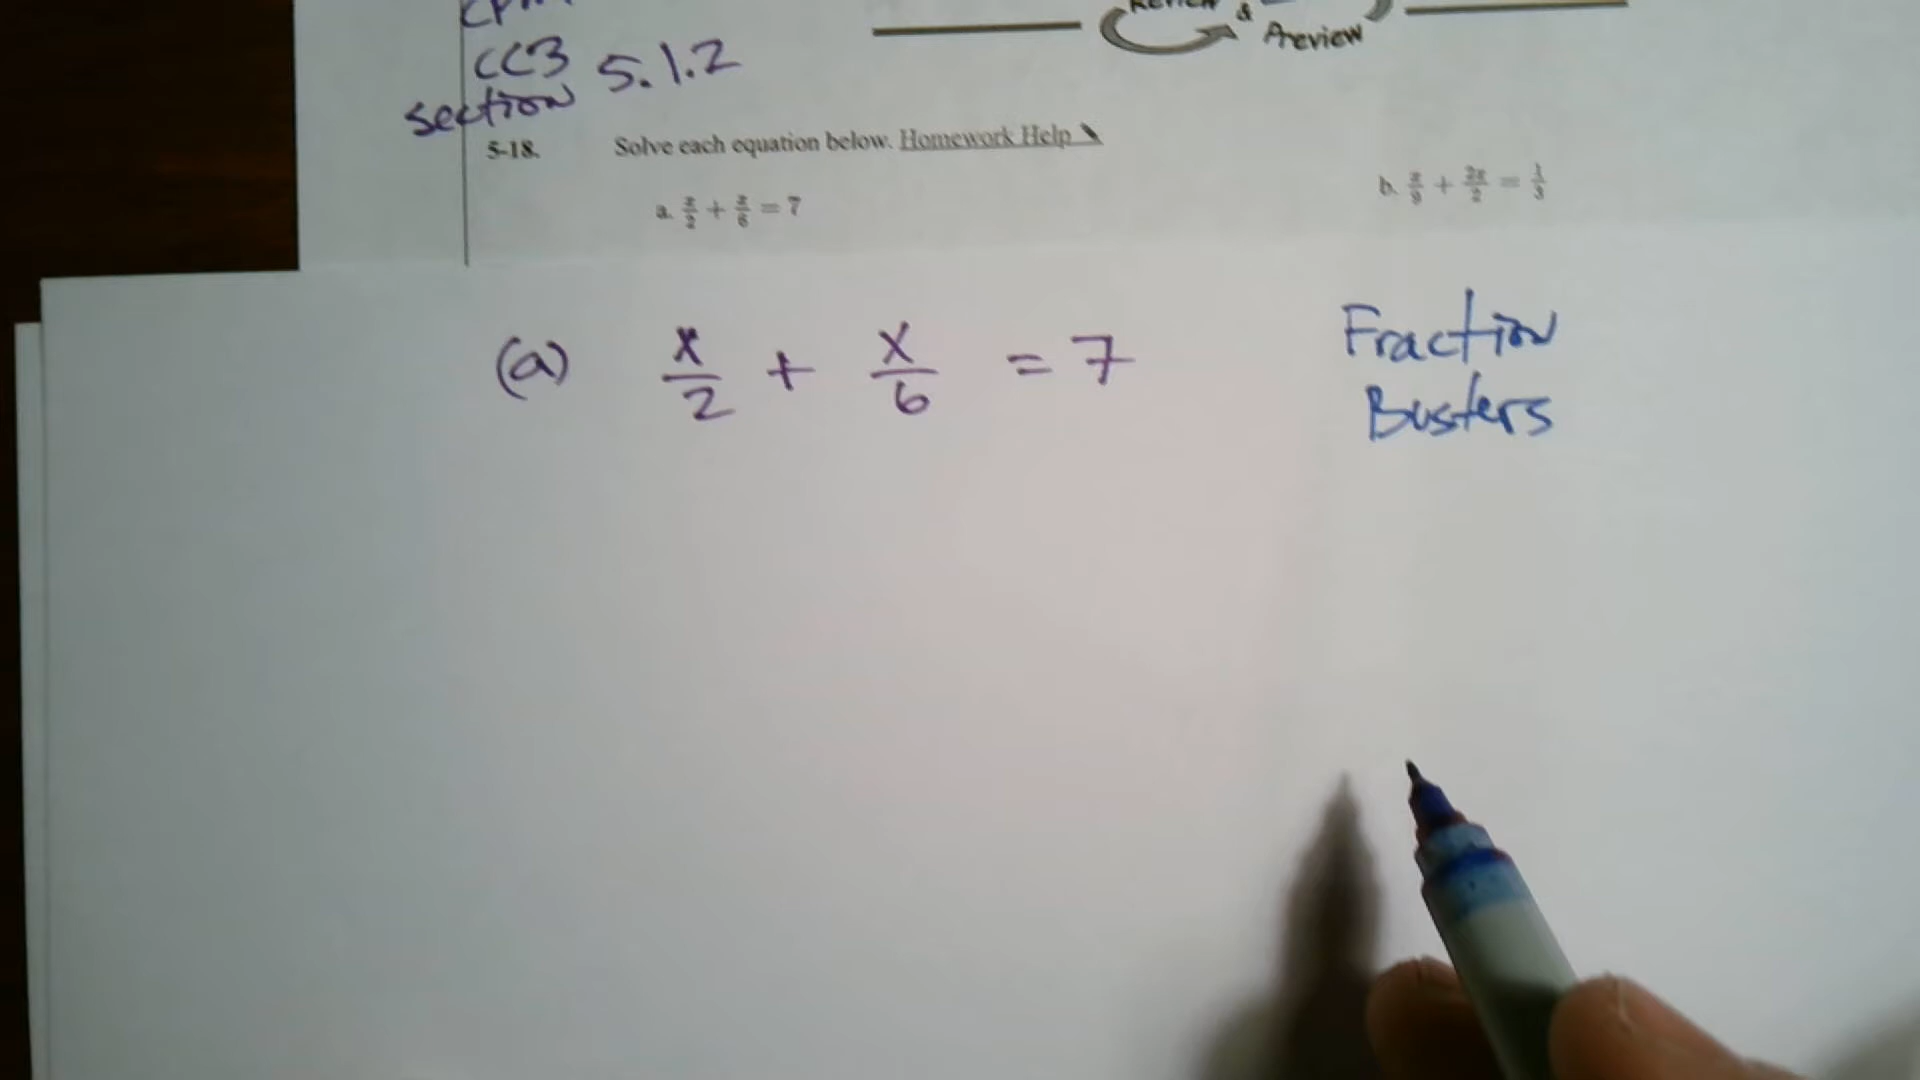 CC3
section 5.1.2
& Preview
5-18. Solve each equation below. Homework Help
a. x/2 + x/6 = 7
b. x/9 + 2x/2 = 1/3
(a) x/2 + x/6 = 7
Fraction
Busters